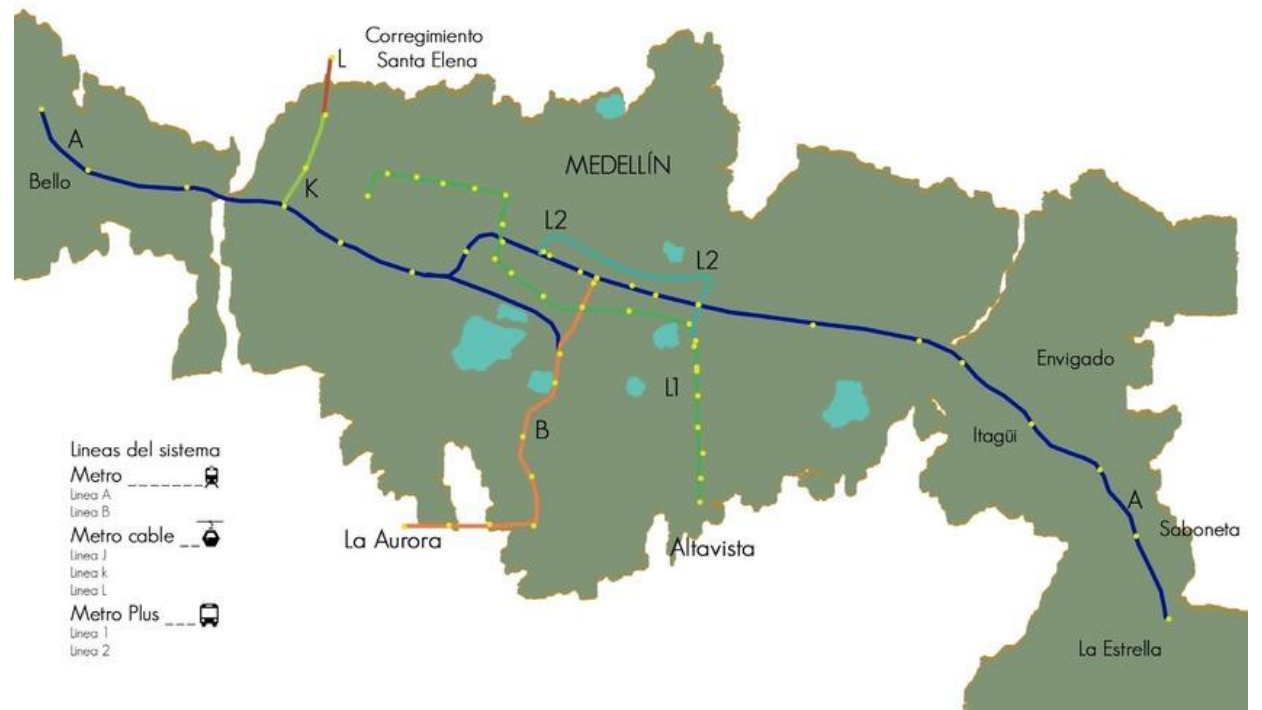 L
Corregimiento
Santa Elena
A
MEDELLÍN
Bello
K
L2
L2
Envigado
L1
B
Itagüi
Lineas del sistema
Metro
Linea A
Linea B
Metro cable
Linea J
Linea k
Linea L
Metro Plus
Linea 1
Linea 2
La Aurora
Altavista
A
Saboneta
La Estrella